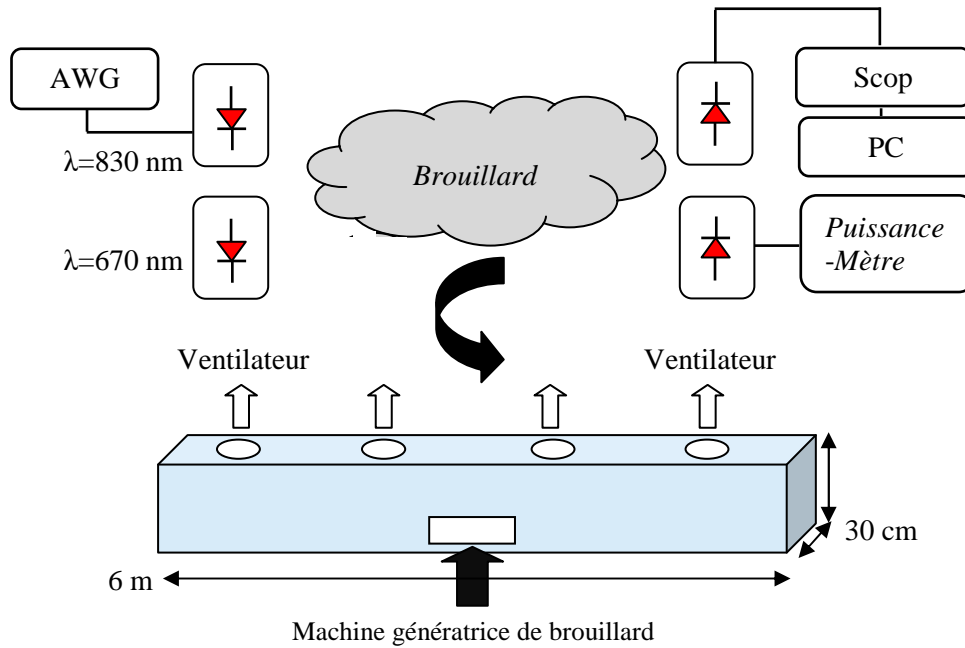 AWG
λ=830 nm
Brouillard
Scop
PC
λ=670 nm
Puissance
-Mètre
Ventilateur
Ventilateur
30 cm
6 m
Machine génératrice de brouillard